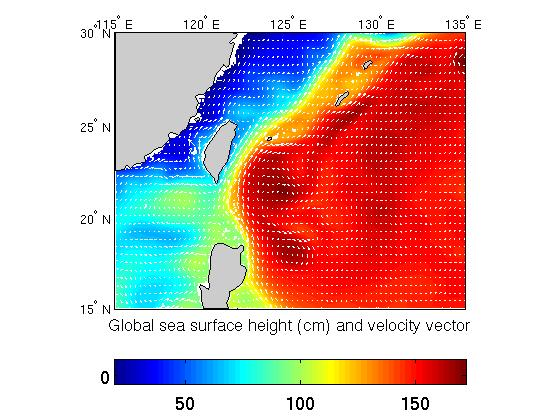 115° E 120° E 125° E 130° E 135° E
30° N
25° N
20° N
15° N
Global sea surface height (cm) and velocity vector
0
50 100 150